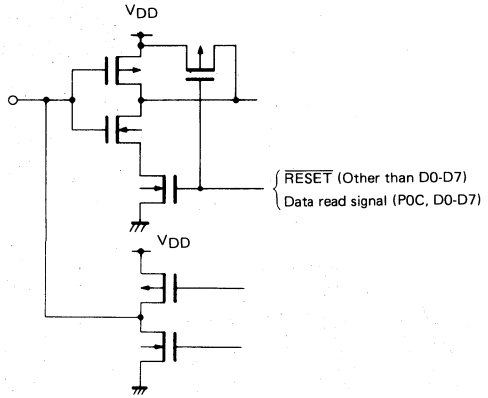 VDD
RESET (Other than D0-D7)
Data read signal (P0C, D0-D7)
VDD